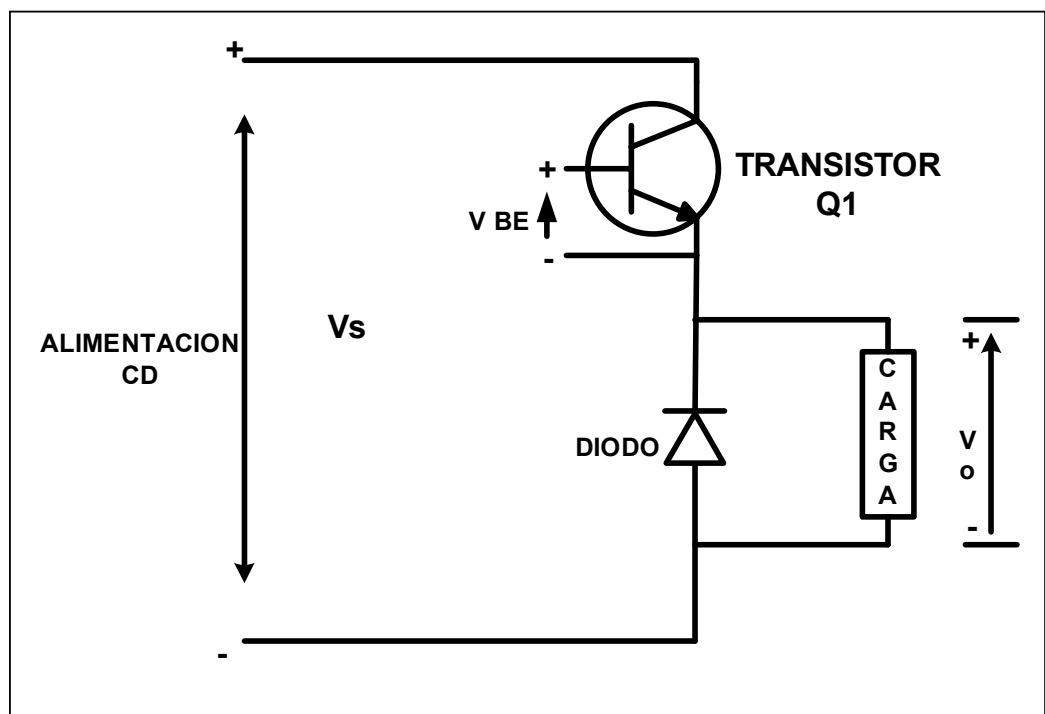 +
TRANSISTOR
Q1
+
V BE
-
Vs
ALIMENTACION
CD
DIODO
C
A
R
G
A
+
V
o
-
-